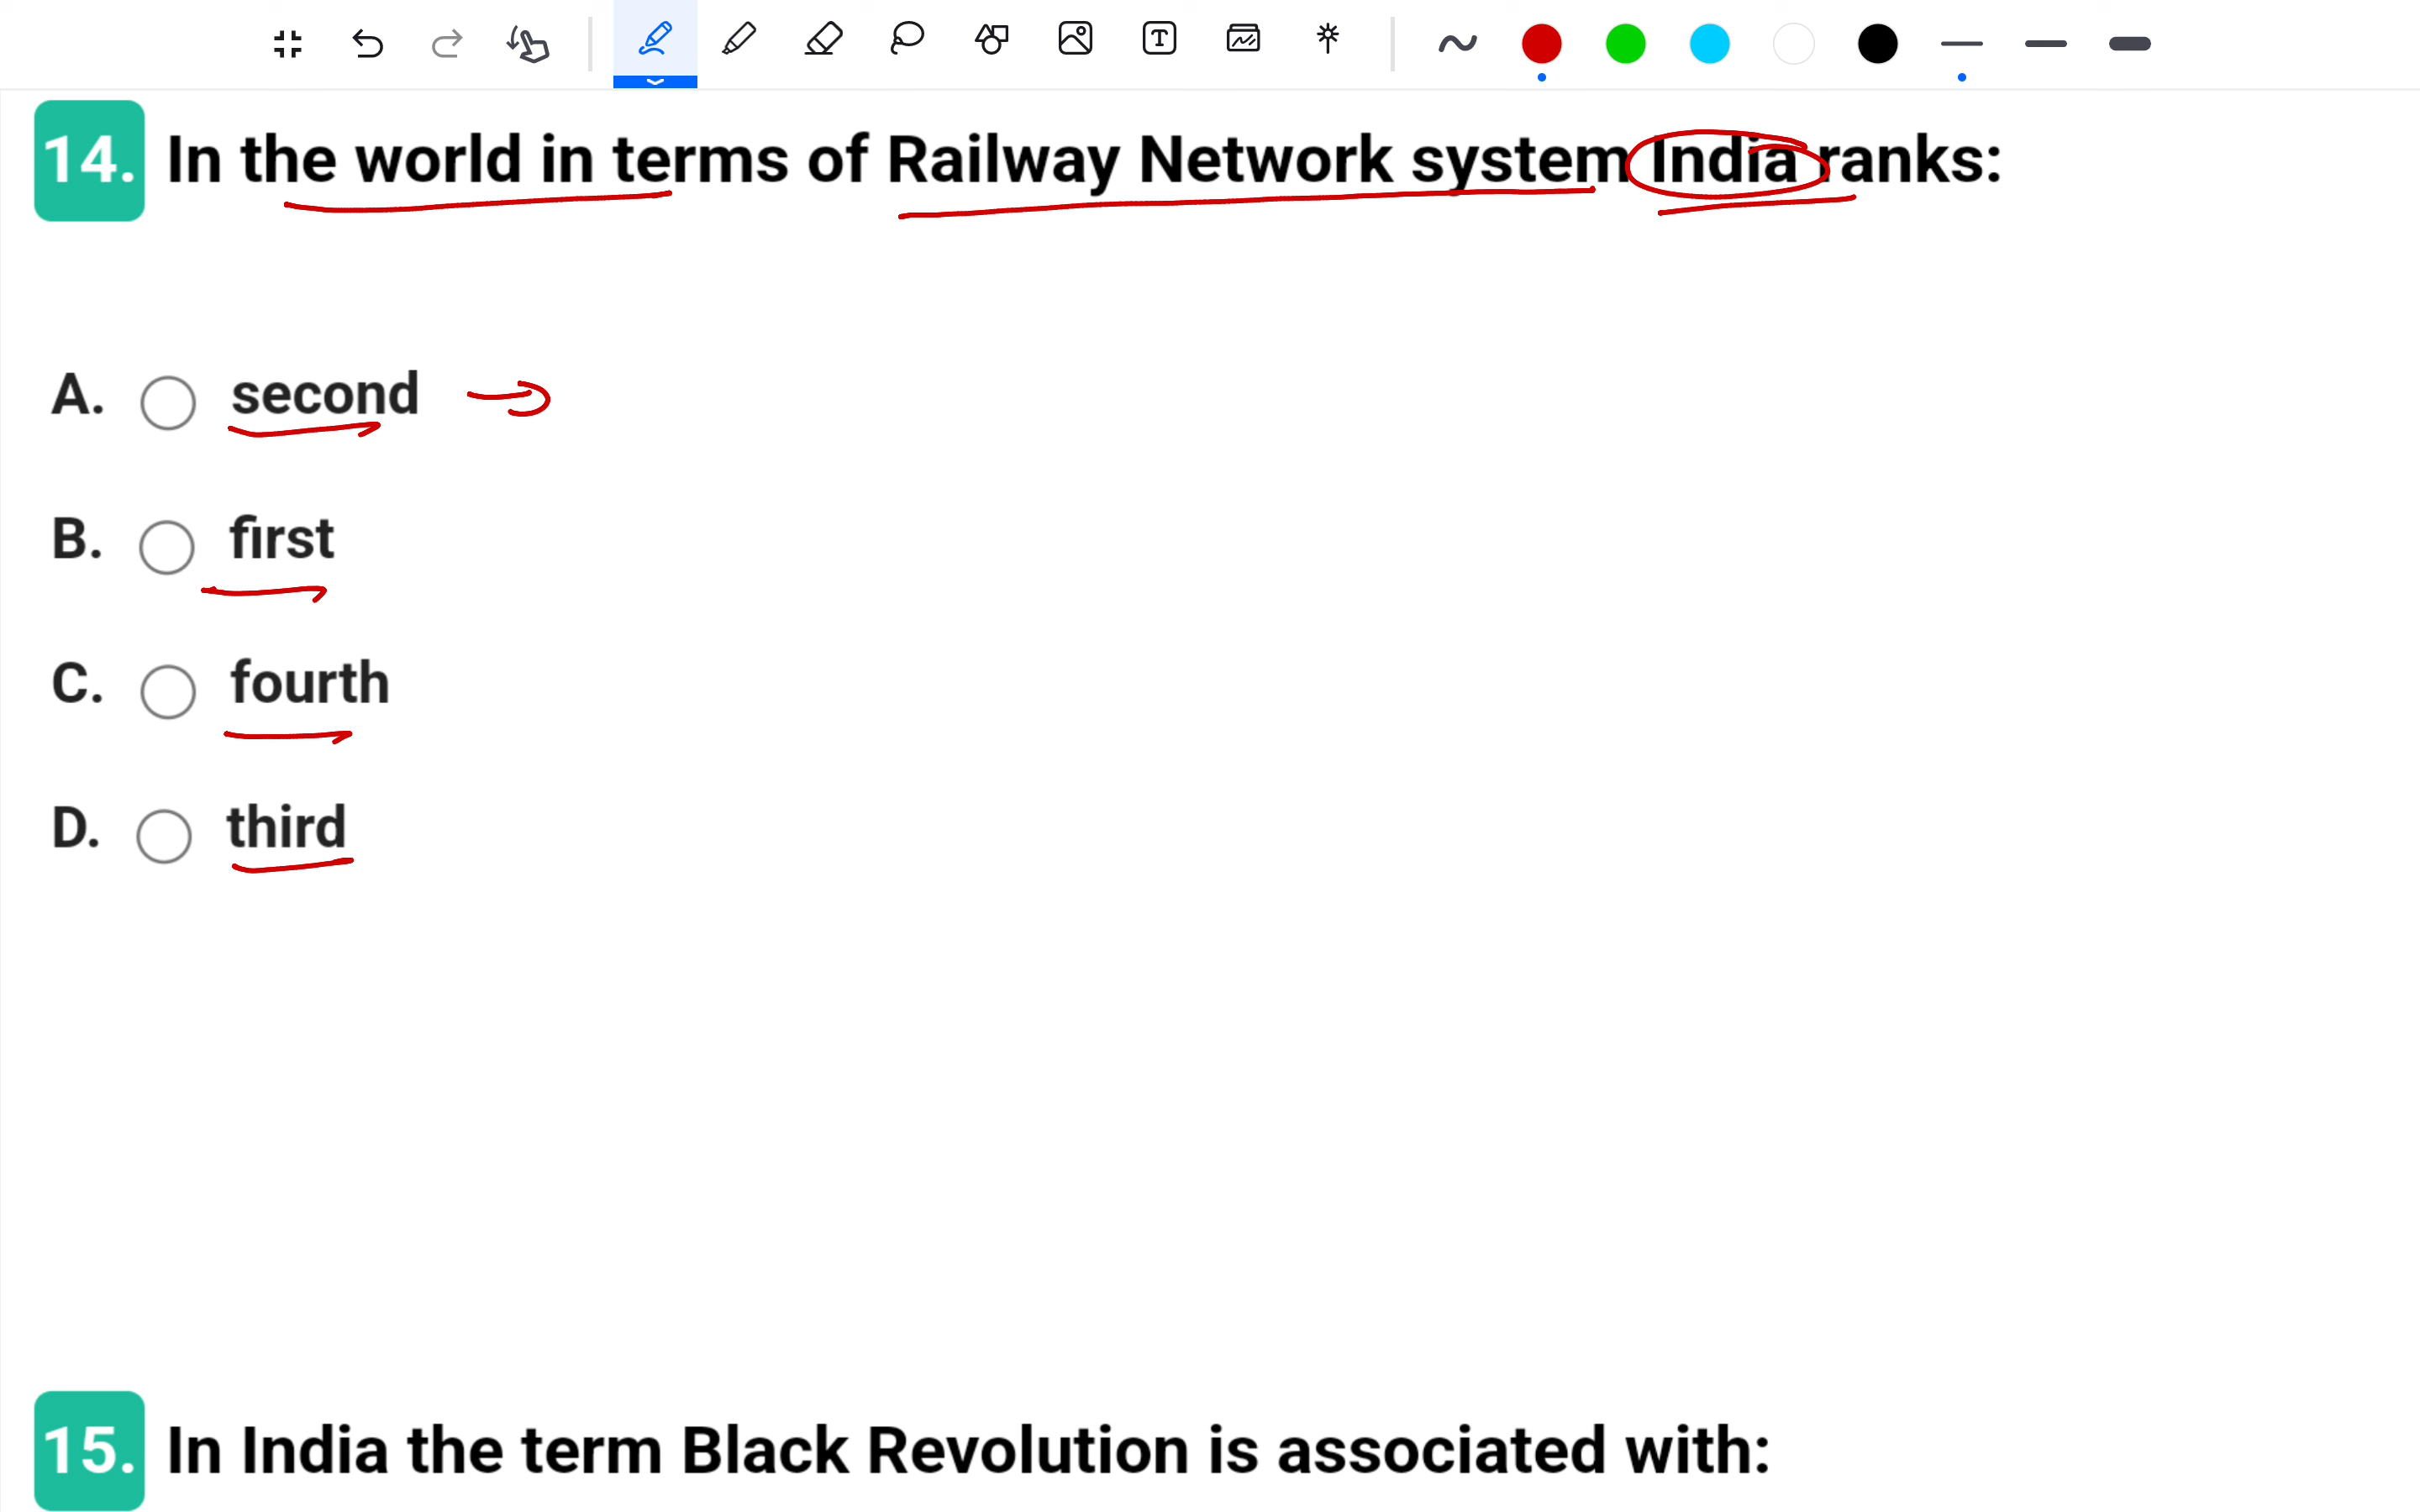 14. In the world in terms of Railway Network system India ranks:
A. second
B. first
C. fourth
D. third
15. In India the term Black Revolution is associated with: